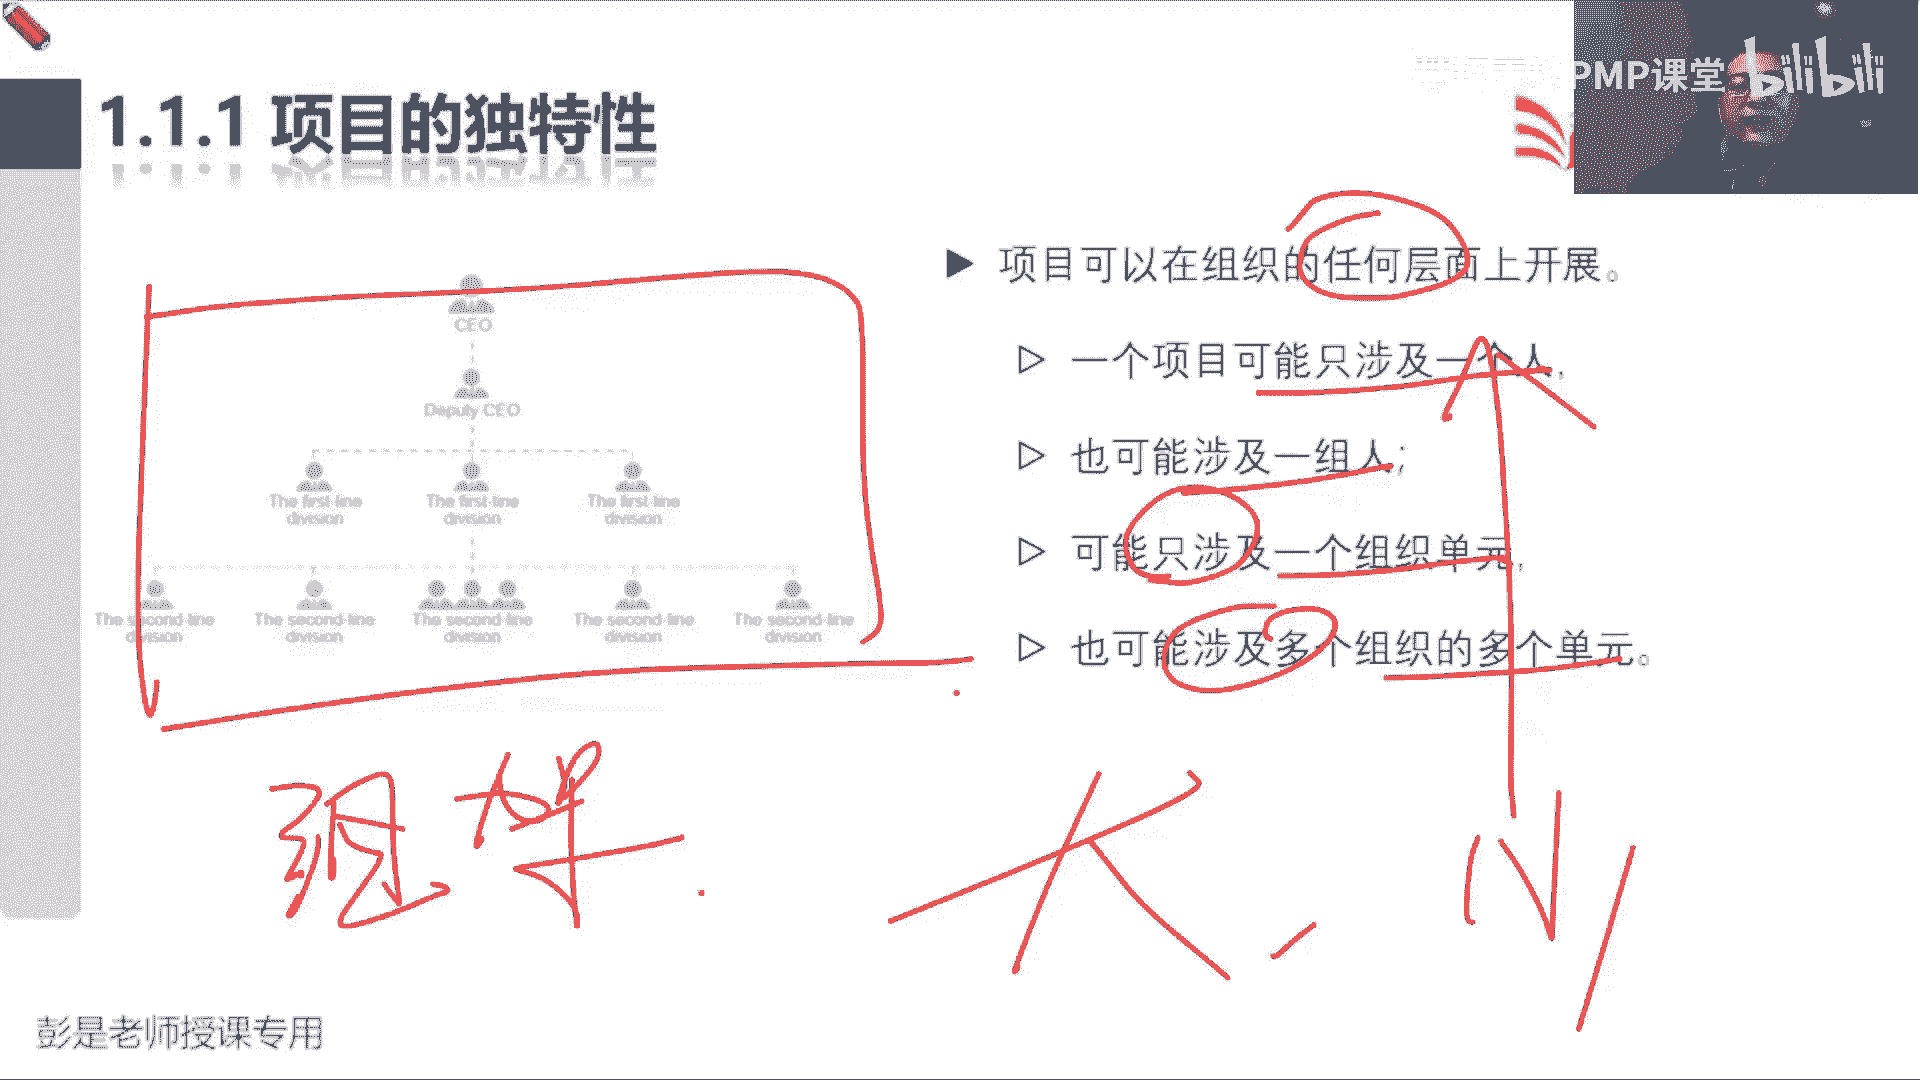 PMP课堂
bilibili
1.1.1 项目的独特性
项目可以在组织的任何层面上开展。
一个项目可能只涉及一个人,
也可能涉及一组人;
可能只涉及一个组织单元,
也可能涉及多个组织的多个单元。
CEO
Deputy CEO
The first-line division
The first-line division
The first-line division
The second-line division
The second-line division
The second-line division
The second-line division
The second-line division
大
小
彭是老师授课专用